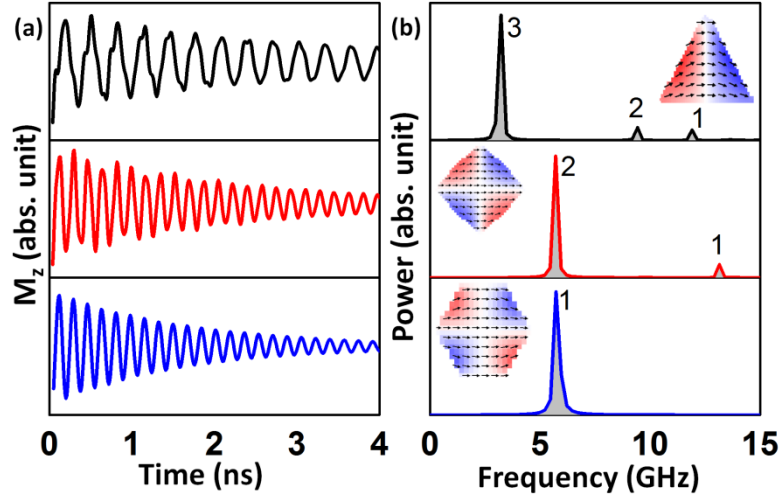 (a)
M_z (abs. unit)
0 1 2 3 4
Time (ns)
(b)
Power (abs. unit)
3
2
1
2
1
1
0 5 10 15
Frequency (GHz)